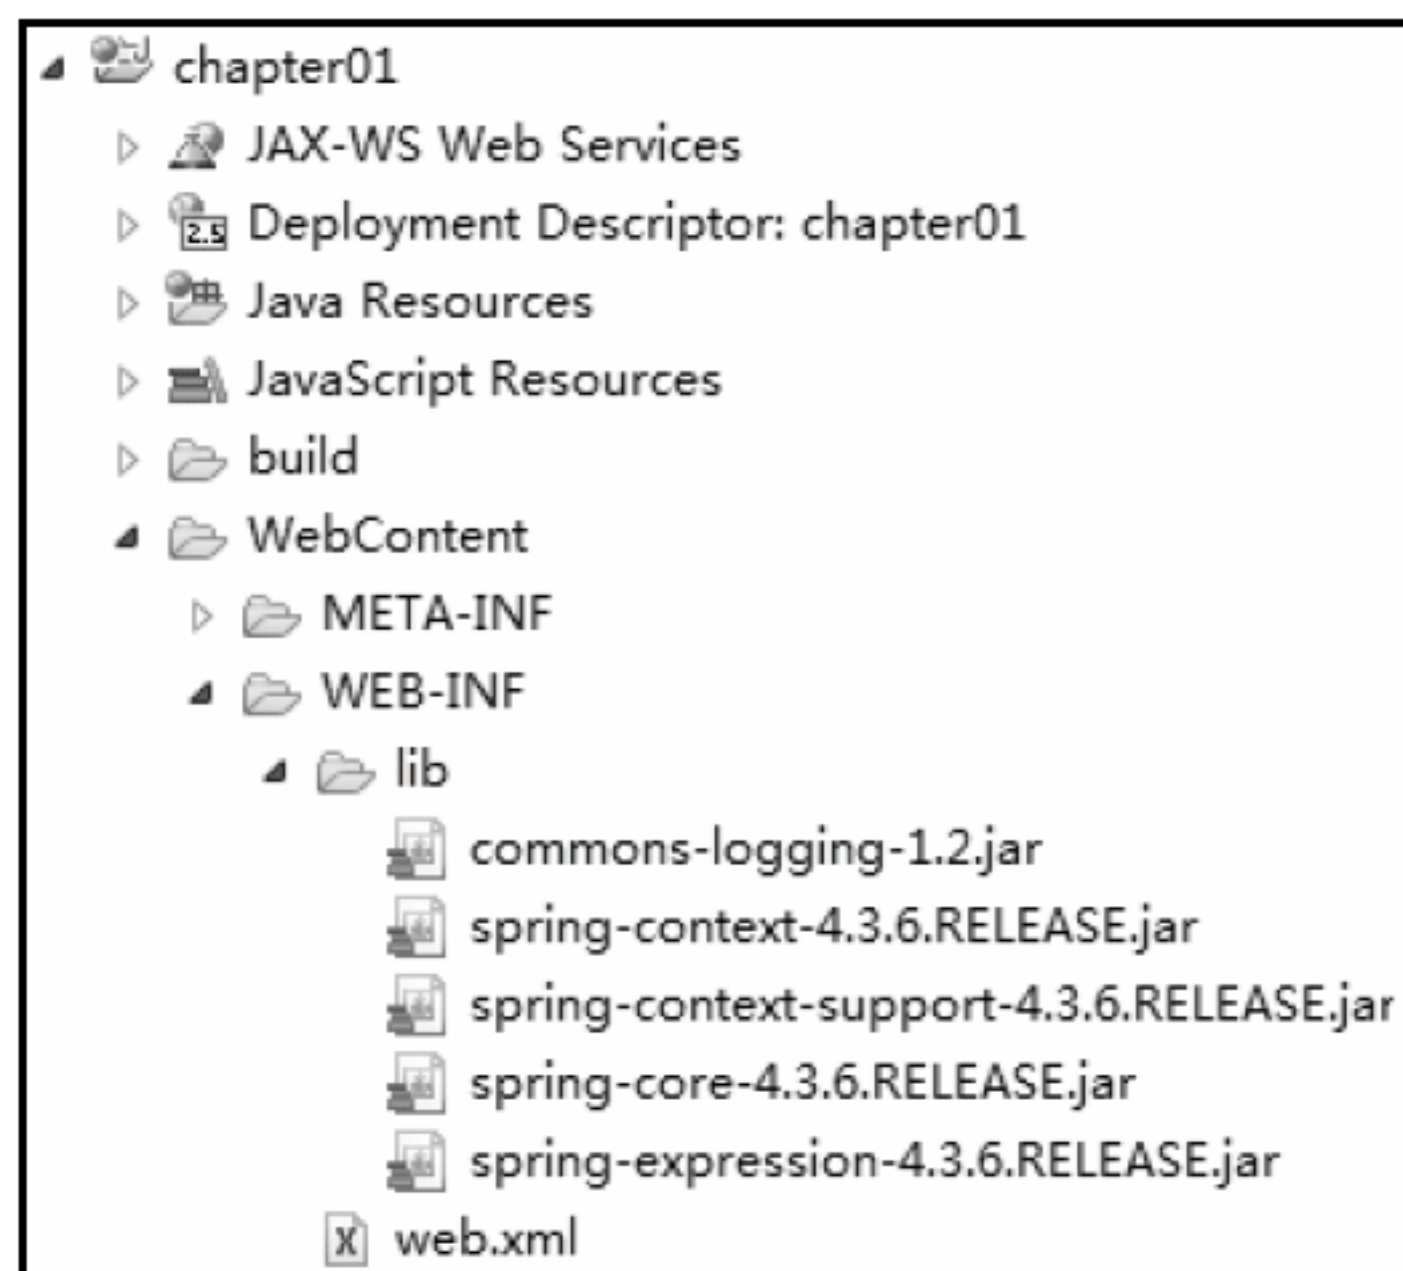 chapter01
JAX-WS Web Services
2.5 Deployment Descriptor: chapter01
Java Resources
JavaScript Resources
build
WebContent
META-INF
WEB-INF
lib
commons-logging-1.2.jar
spring-context-4.3.6.RELEASE.jar
spring-context-support-4.3.6.RELEASE.jar
spring-core-4.3.6.RELEASE.jar
spring-expression-4.3.6.RELEASE.jar
X web.xml